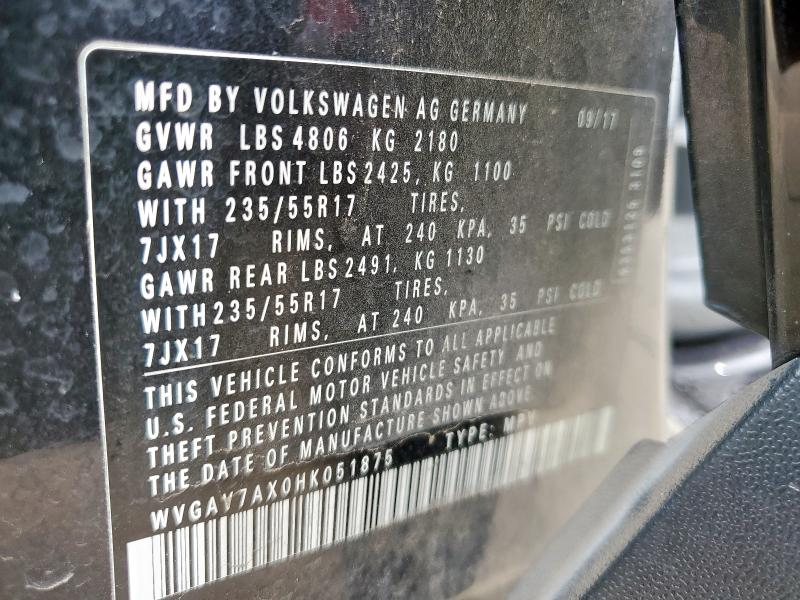 MFD BY VOLKSWAGEN AG GERMANY 09/17
GVWR LBS 4806 KG 2180
GAWR FRONT LBS 2425, KG 1100
WITH 235/55R17 TIRES,
7JX17 RIMS, AT 240 KPA, 35 PSI COLD
GAWR REAR LBS 2491, KG 1130
WITH 235/55R17 TIRES,
7JX17 RIMS, AT 240 KPA, 35 PSI COLD
THIS VEHICLE CONFORMS TO ALL APPLICABLE
U.S. FEDERAL MOTOR VEHICLE SAFETY AND
THEFT PREVENTION STANDARDS IN EFFECT ON
THE DATE OF MANUFACTURE SHOWN ABOVE
WVGAV7AX0HK051875 TYPE: MPV